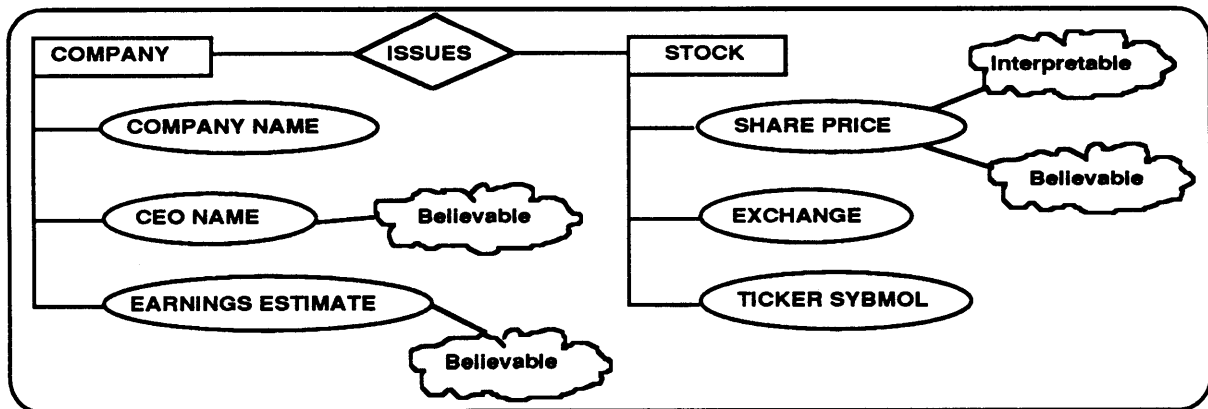 COMPANY
ISSUES
STOCK
Interpretable
COMPANY NAME
SHARE PRICE
Believable
CEO NAME
Believable
EXCHANGE
EARNINGS ESTIMATE
TICKER SYBMOL
Believable